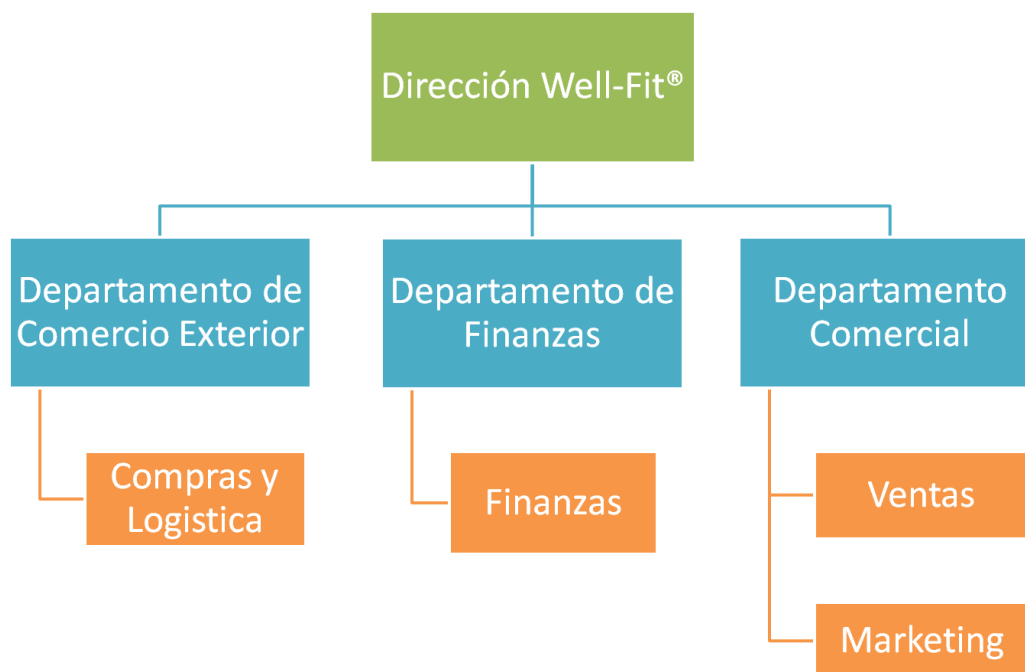 Dirección Well-Fit®
Departamento de
Comercio Exterior
Departamento de
Finanzas
Departamento
Comercial
Compras y
Logistica
Finanzas
Ventas
Marketing